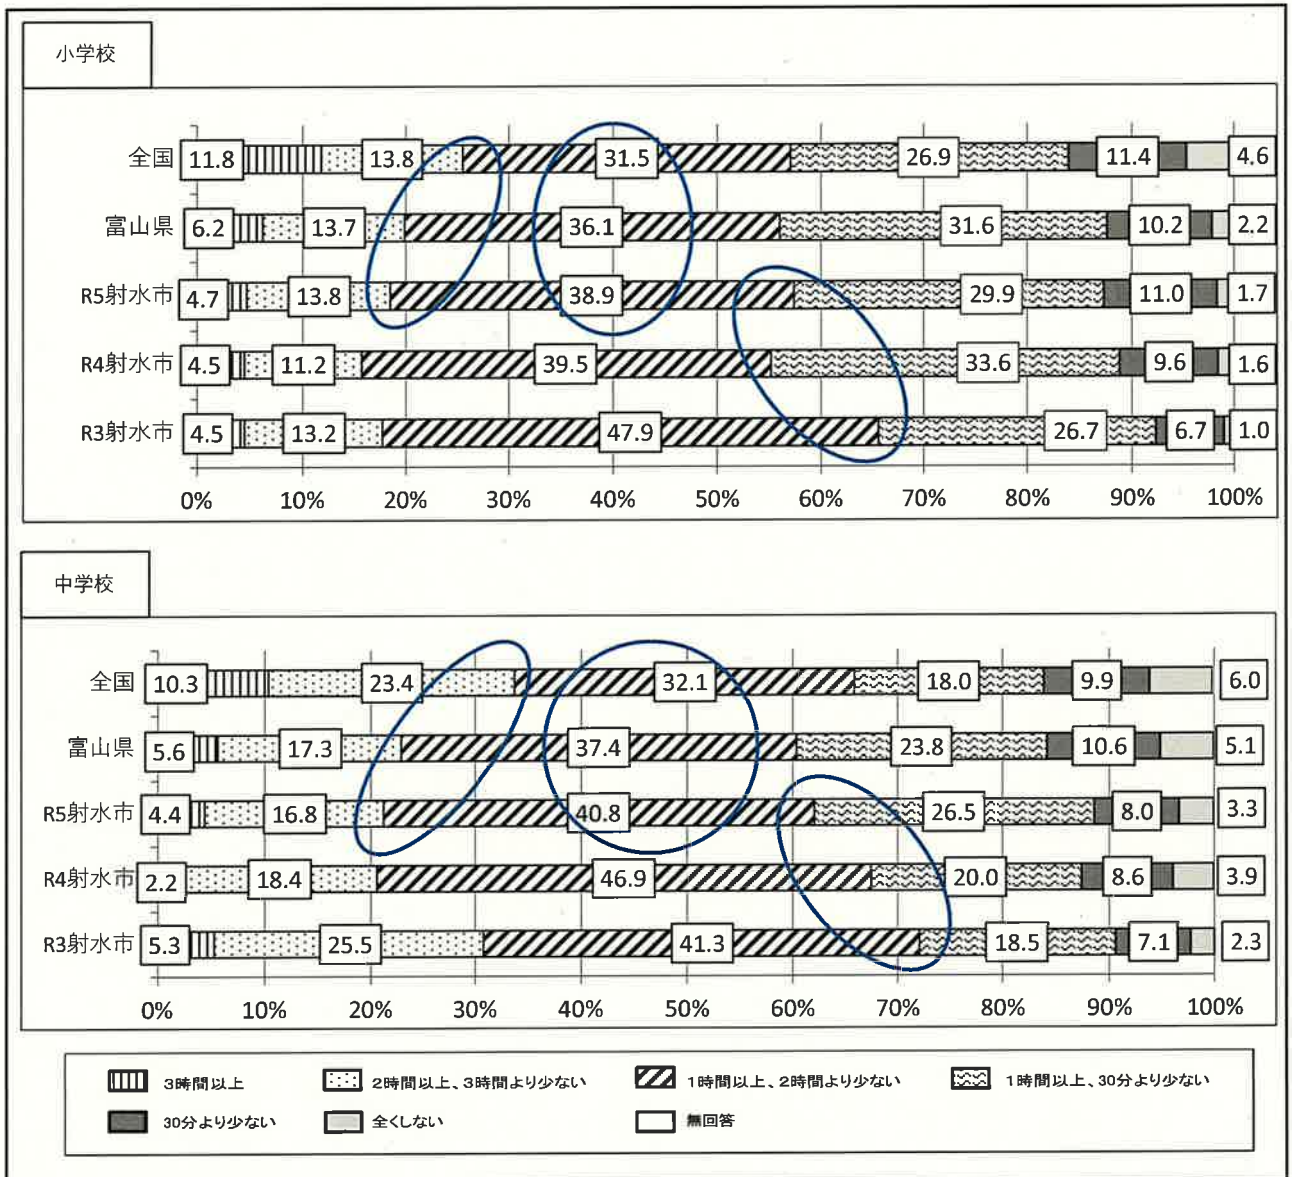 小学校
全国 11.8 13.8 31.5 26.9 11.4 4.6
富山県 6.2 13.7 36.1 31.6 10.2 2.2
R5射水市 4.7 13.8 38.9 29.9 11.0 1.7
R4射水市 4.5 11.2 39.5 33.6 9.6 1.6
R3射水市 4.5 13.2 47.9 26.7 6.7 1.0
0% 10% 20% 30% 40% 50% 60% 70% 80% 90% 100%
中学校
全国 10.3 23.4 32.1 18.0 9.9 6.0
富山県 5.6 17.3 37.4 23.8 10.6 5.1
R5射水市 4.4 16.8 40.8 26.5 8.0 3.3
R4射水市 2.2 18.4 46.9 20.0 8.6 3.9
R3射水市 5.3 25.5 41.3 18.5 7.1 2.3
0% 10% 20% 30% 40% 50% 60% 70% 80% 90% 100%
3時間以上 2時間以上、3時間より少ない 1時間以上、2時間より少ない 1時間以上、30分より少ない
30分より少ない 全くしない 無回答